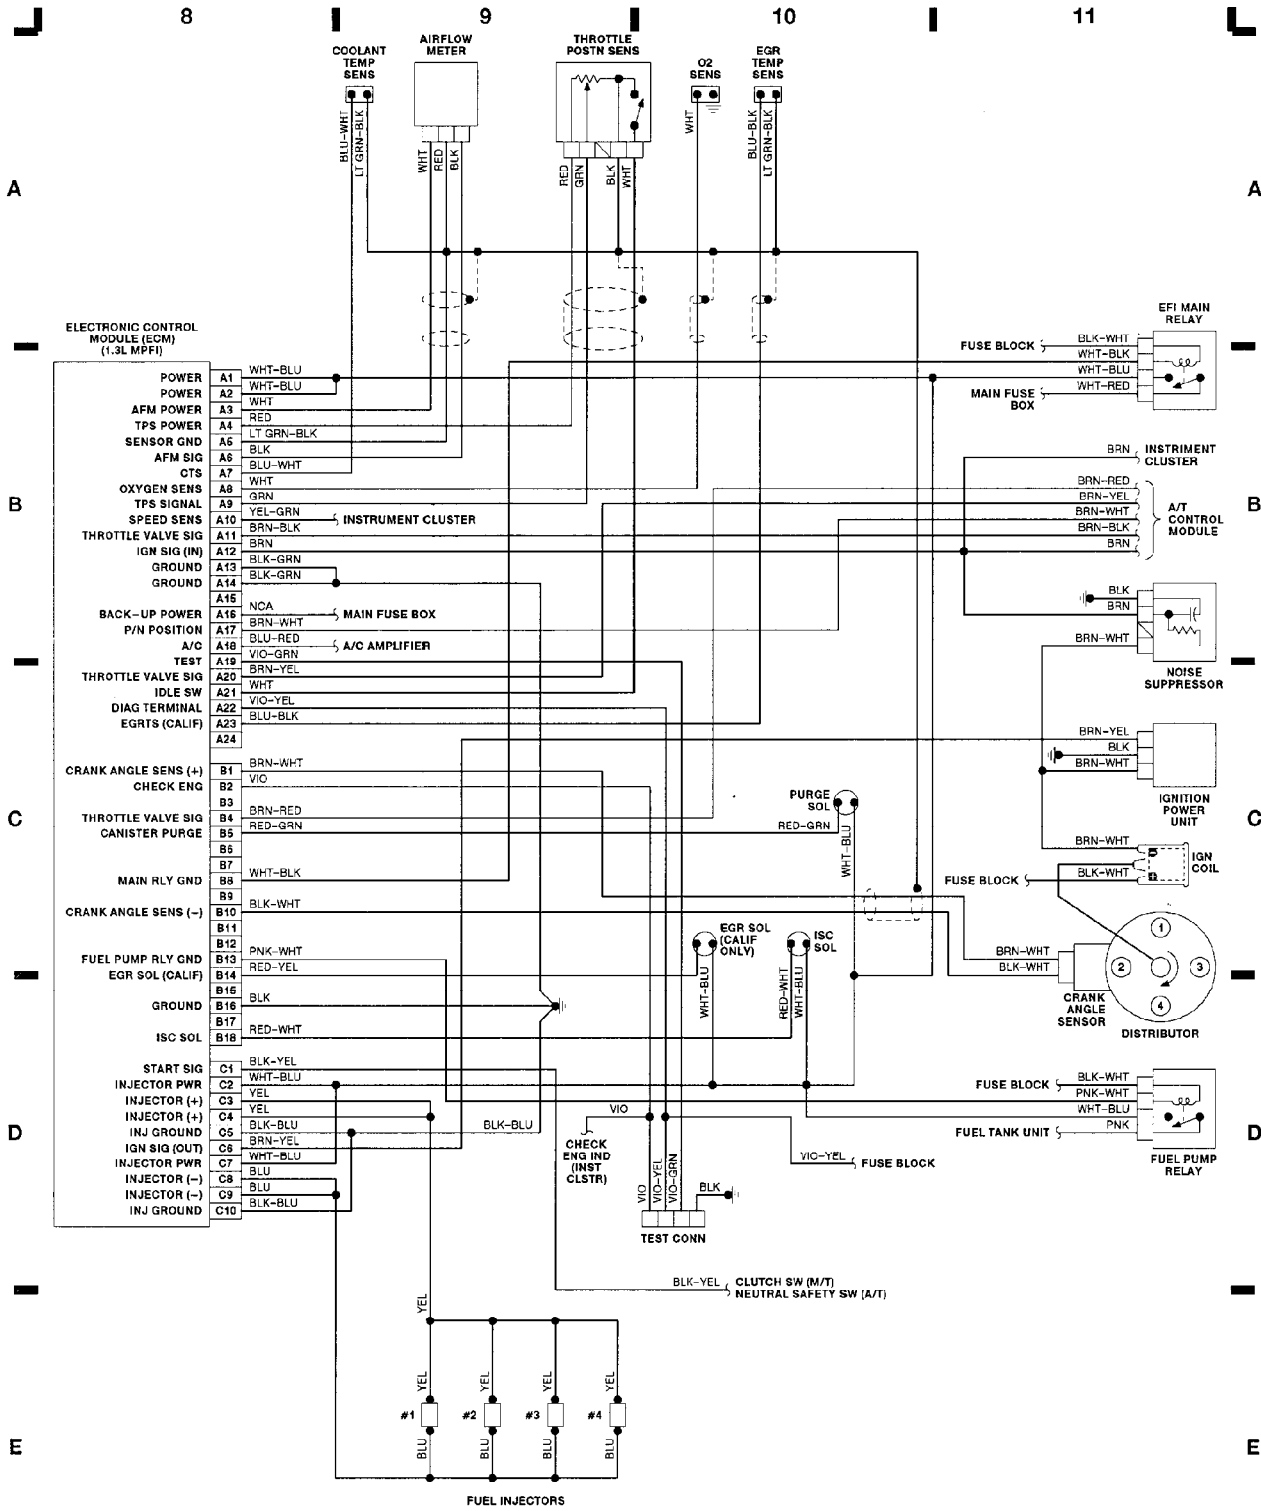 8 9 10 11
COOLANT
TEMP
SENS
AIRFLOW
METER
THROTTLE
POSTN SENS
O2
SENS
EGR
TEMP
SENS
BLU-WHT
LT GRN-BLK
WHT
RED
BLK
RED
GRN
BLK
WHT
WHT
BLU-BLK
LT GRN-BLK
A A
ELECTRONIC CONTROL
MODULE (ECM)
(1.3L MPFI)
POWER A1 WHT-BLU
POWER A2 WHT-BLU
AFM POWER A3 WHT
TPS POWER A4 RED
SENSOR GND A5 LT GRN-BLK
AFM SIG A6 BLK
CTS A7 BLU-WHT
OXYGEN SENS A8 WHT
TPS SIGNAL A9 GRN
SPEED SENS A10 YEL-GRN INSTRUMENT CLUSTER
THROTTLE VALVE SIG A11 BRN-BLK
IGN SIG (IN) A12 BRN
GROUND A13 BLK-GRN
GROUND A14 BLK-GRN
A15
BACK-UP POWER A16 NCA MAIN FUSE BOX
P/N POSITION A17 BRN-WHT
A/C A18 BLU-RED A/C AMPLIFIER
TEST A19 VIO-GRN
THROTTLE VALVE SIG A20 BRN-YEL
IDLE SW A21 WHT
DIAG TERMINAL A22 VIO-YEL
EGRTS (CALIF) A23 BLU-BLK
A24
CRANK ANGLE SENS (+) B1 BRN-WHT
CHECK ENG B2 VIO
B3
THROTTLE VALVE SIG B4 BRN-RED
CANISTER PURGE B5 RED-GRN
B6
B7
MAIN RLY GND B8 WHT-BLK
B9
CRANK ANGLE SENS (-) B10 BLK-WHT
B11
B12
FUEL PUMP RLY GND B13 PNK-WHT
EGR SOL (CALIF) B14 RED-YEL
B15
GROUND B16 BLK
B17
ISC SOL B18 RED-WHT
START SIG C1 BLK-YEL
INJECTOR PWR C2 WHT-BLU
INJECTOR (+) C3 YEL
INJECTOR (+) C4 YEL
INJ GROUND C5 BLK-BLU BLK-BLU
IGN SIG (OUT) C6 BRN-YEL
INJECTOR PWR C7 WHT-BLU
INJECTOR (-) C8 BLU
INJECTOR (-) C9 BLU
INJ GROUND C10 BLK-BLU
EFI MAIN
RELAY
FUSE BLOCK BLK-WHT
WHT-BLK
WHT-BLU
MAIN FUSE
BOX
WHT-RED
BRN INSTRIMENT
CLUSTER
B B
BRN-RED
BRN-YEL
BRN-WHT
BRN-BLK
BRN
A/T
CONTROL
MODULE
BLK
BRN
BRN-WHT
NOISE
SUPPRESSOR
BRN-YEL
BLK
BRN-WHT
IGNITION
POWER
UNIT
C C
PURGE
SOL
RED-GRN
WHT-BLU
BRN-WHT
FUSE BLOCK BLK-WHT
IGN
COIL
EGR SOL
(CALIF
ONLY)
ISC
SOL
WHT-BLU
RED-WHT
WHT-BLU
BRN-WHT
BLK-WHT
1
2
3
4
CRANK
ANGLE
SENSOR
DISTRIBUTOR
FUSE BLOCK BLK-WHT
PNK-WHT
WHT-BLU
FUEL TANK UNIT PNK
FUEL PUMP
RELAY
D D
VIO
CHECK
ENG IND
(INST
CLSTR)
VIO-YEL FUSE BLOCK
VIO
VIO-YEL
VIO-GRN
BLK
TEST CONN
BLK-YEL CLUTCH SW (M/T)
NEUTRAL SAFETY SW (A/T)
YEL
YEL YEL YEL YEL
#1 #2 #3 #4
BLU BLU BLU BLU
E E
FUEL INJECTORS